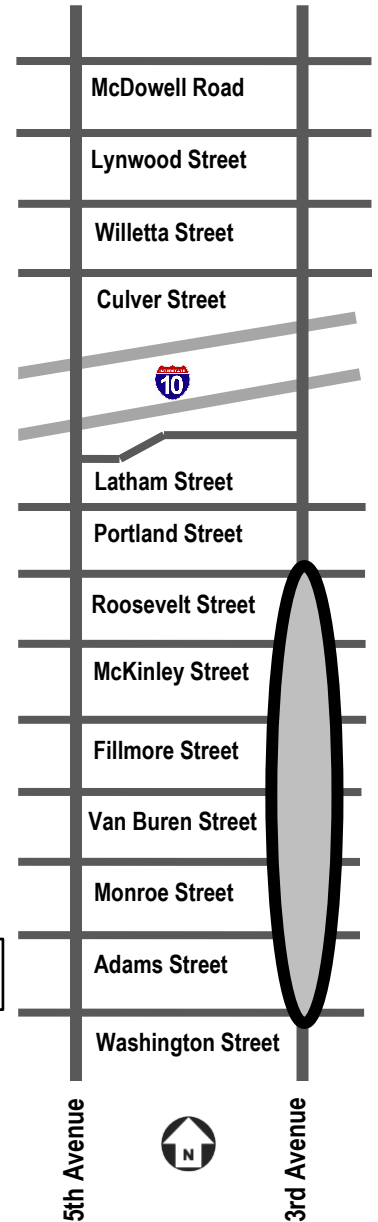 McDowell Road
Lynwood Street
Willetta Street
Culver Street
INTERSTATE
10
Latham Street
Portland Street
Roosevelt Street
McKinley Street
Fillmore Street
Van Buren Street
Monroe Street
Adams Street
Washington Street
5th Avenue
N
3rd Avenue